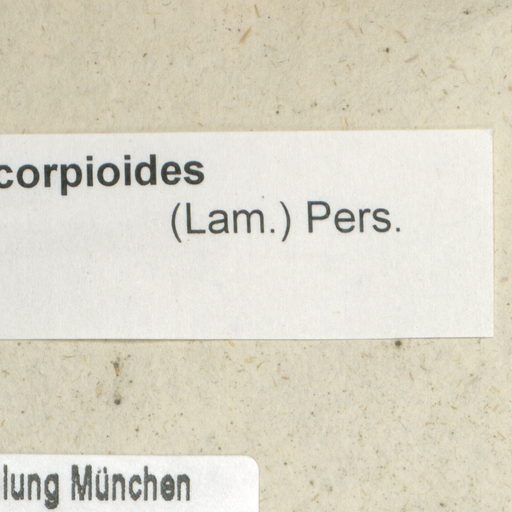 corpioides
(Lam.) Pers.
lung München